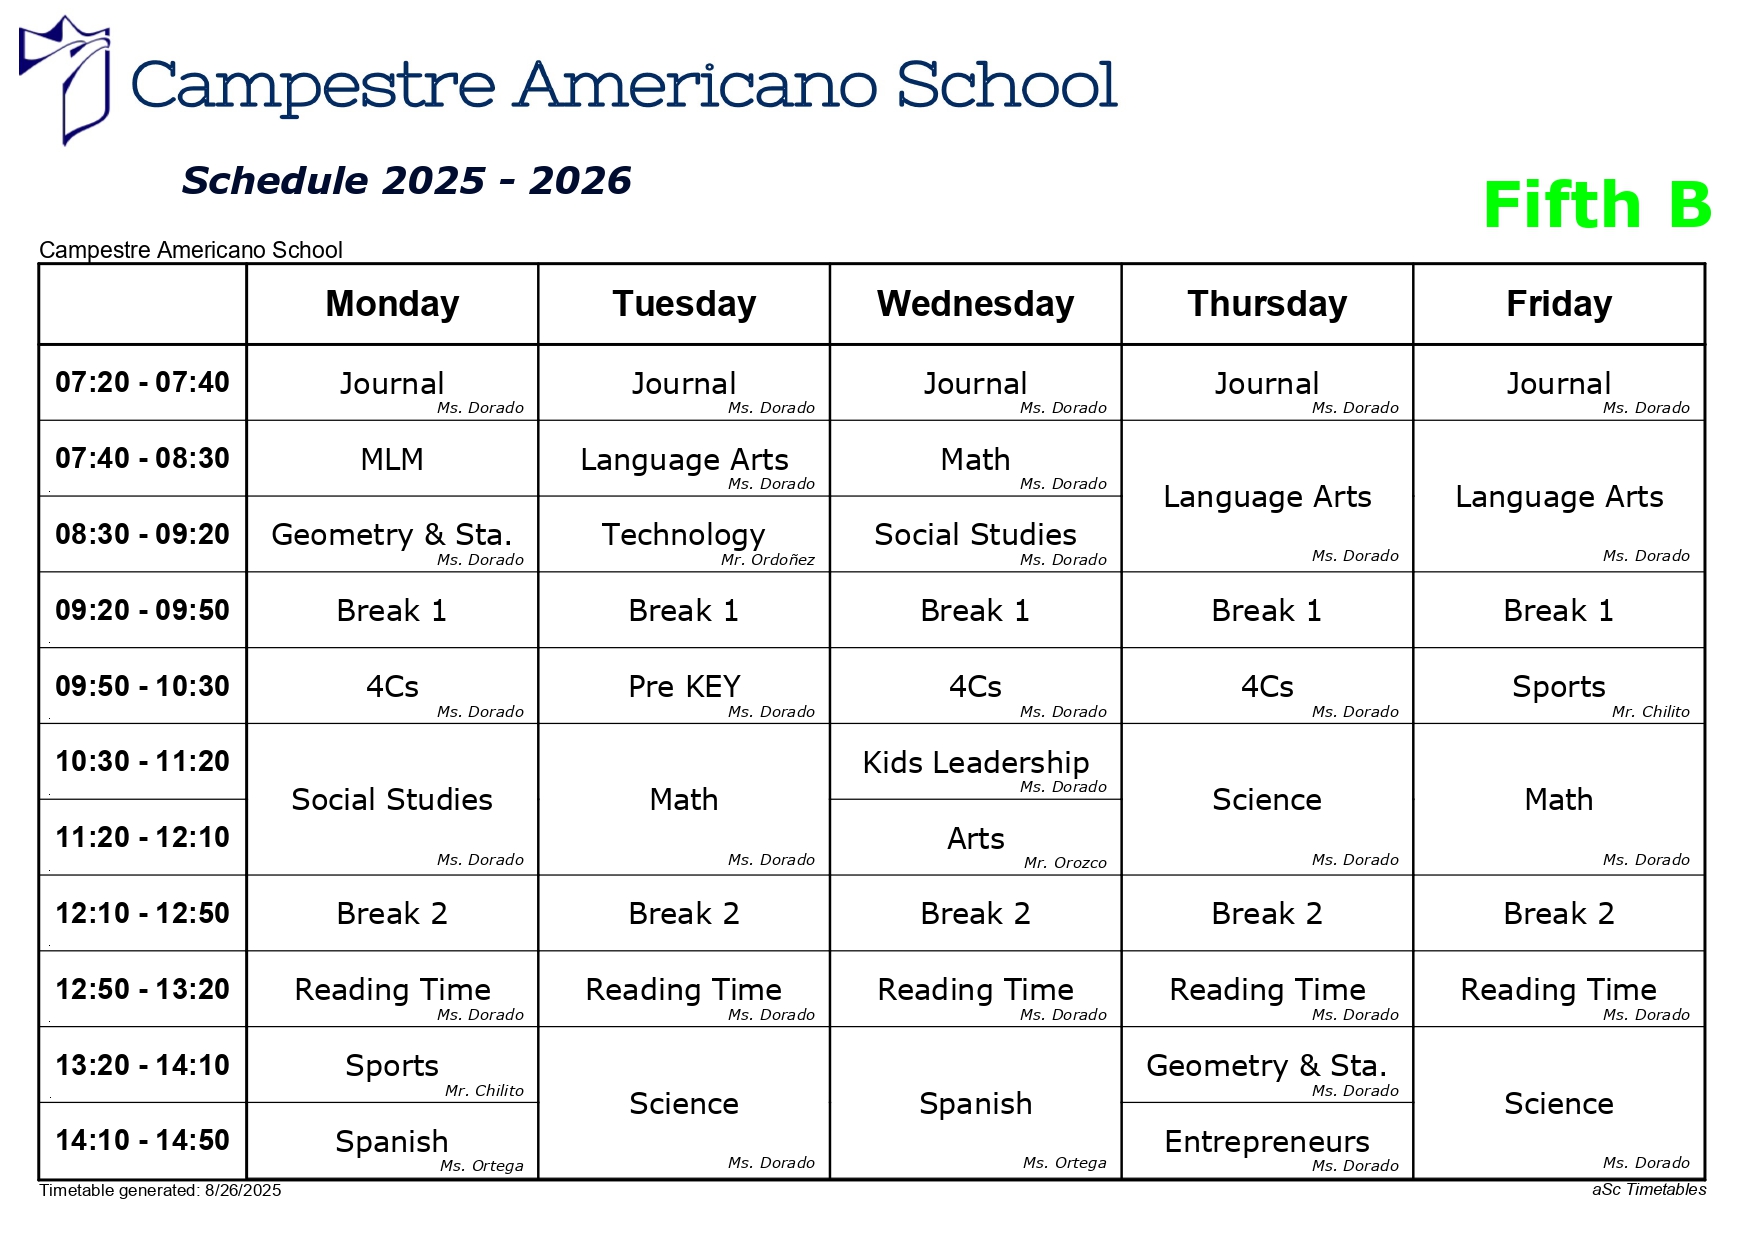 Campestre Americano School
Schedule 2025 - 2026
Fifth B
Campestre Americano School
Monday Tuesday Wednesday Thursday Friday
07:20 - 07:40 Journal Journal Journal Journal Journal
Ms. Dorado Ms. Dorado Ms. Dorado Ms. Dorado Ms. Dorado
07:40 - 08:30 MLM Language Arts Math
Ms. Dorado Ms. Dorado
Language Arts Language Arts
08:30 - 09:20 Geometry & Sta. Technology Social Studies
Ms. Dorado Mr. Ordoñez Ms. Dorado Ms. Dorado Ms. Dorado
09:20 - 09:50 Break 1 Break 1 Break 1 Break 1 Break 1
09:50 - 10:30 4Cs Pre KEY 4Cs 4Cs Sports
Ms. Dorado Ms. Dorado Ms. Dorado Ms. Dorado Mr. Chilito
10:30 - 11:20 Kids Leadership
Ms. Dorado
Social Studies Math Science Math
11:20 - 12:10 Arts
Ms. Dorado Ms. Dorado Mr. Orozco Ms. Dorado Ms. Dorado
12:10 - 12:50 Break 2 Break 2 Break 2 Break 2 Break 2
12:50 - 13:20 Reading Time Reading Time Reading Time Reading Time Reading Time
Ms. Dorado Ms. Dorado Ms. Dorado Ms. Dorado Ms. Dorado
13:20 - 14:10 Sports Geometry & Sta.
Mr. Chilito Ms. Dorado
Science Spanish Science
14:10 - 14:50 Spanish Entrepreneurs
Ms. Ortega Ms. Dorado Ms. Ortega Ms. Dorado Ms. Dorado
Timetable generated: 8/26/2025 aSc Timetables